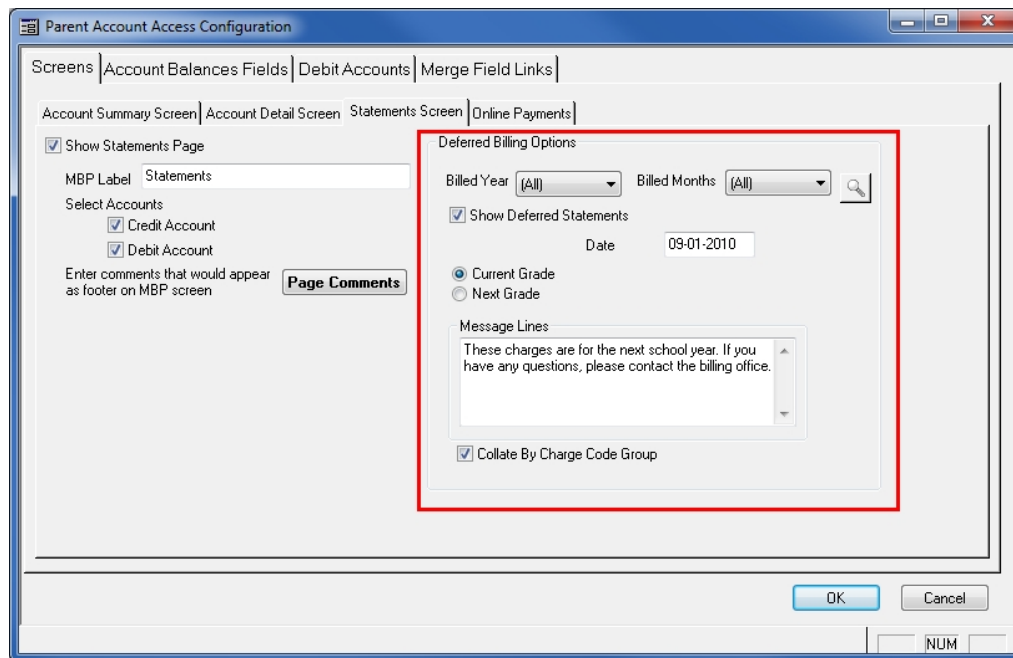 Parent Account Access Configuration
Screens Account Balances Fields Debit Accounts Merge Field Links
Account Summary Screen Account Detail Screen Statements Screen Online Payments
Show Statements Page
MBP Label Statements
Select Accounts
Credit Account
Debit Account
Enter comments that would appear
as footer on MBP screen
Page Comments
Deferred Billing Options
Billed Year (All) Billed Months (All)
Show Deferred Statements
Date 09-01-2010
Current Grade
Next Grade
Message Lines
These charges are for the next school year. If you
have any questions, please contact the billing office.
Collate By Charge Code Group
OK Cancel
NUM